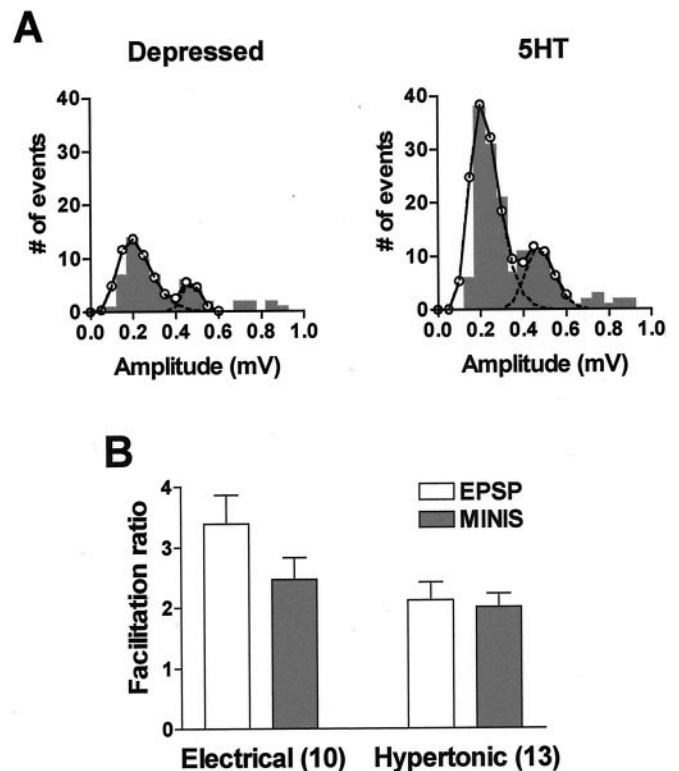 A
Depressed
5HT
# of events
40
30
20
10
0
0.0 0.2 0.4 0.6 0.8 1.0
Amplitude (mV)
# of events
40
30
20
10
0
0.0 0.2 0.4 0.6 0.8 1.0
Amplitude (mV)
B
Facilitation ratio
4
3
2
1
0
EPSP
MINIS
Electrical (10) Hypertonic (13)